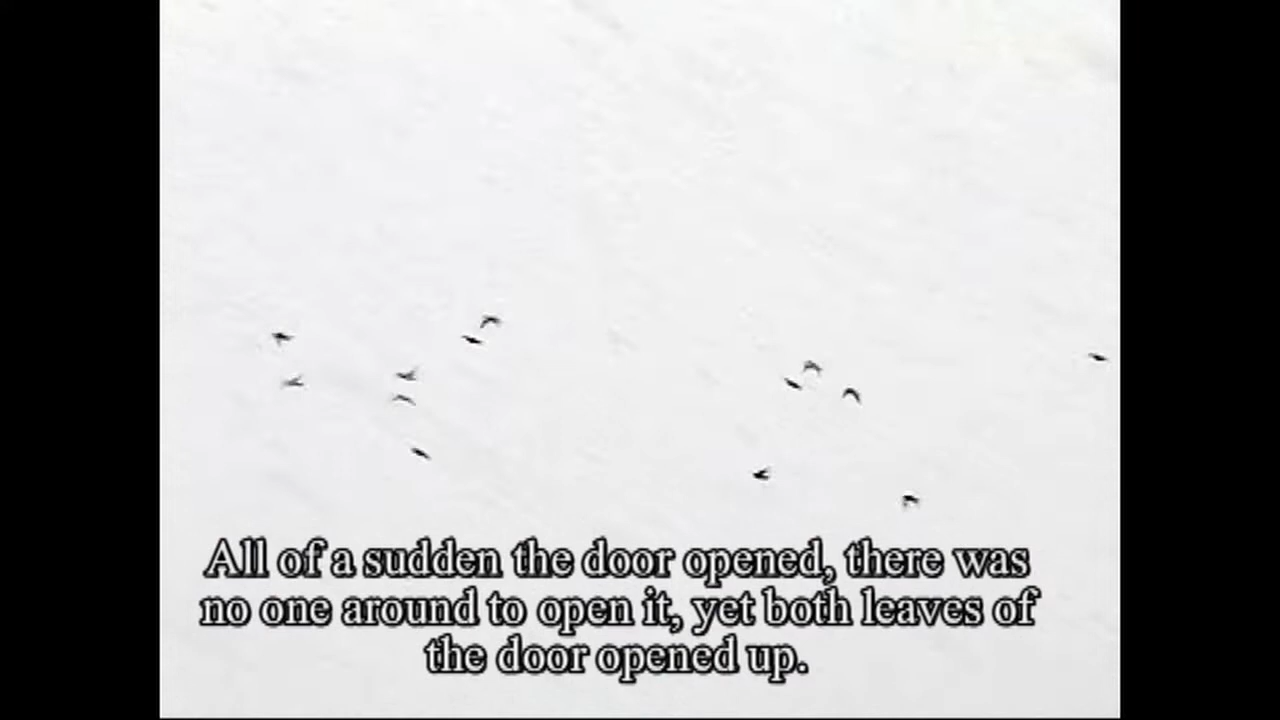 All of a sudden the door opened, there was
no one around to open it, yet both leaves of
the door opened up.